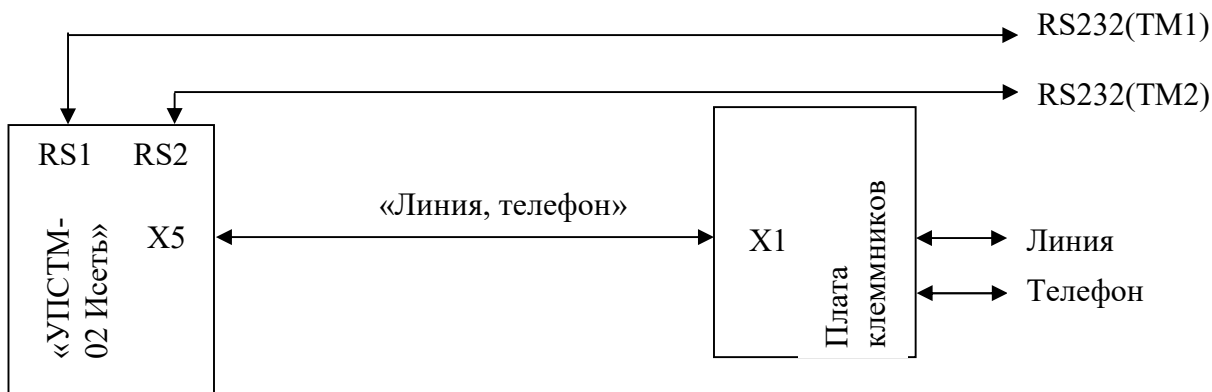 RS232(TM1)
RS232(TM2)
RS1
RS2
«УПСТМ-
02 Исеть»
X5
«Линия, телефон»
X1
Плата
клеммников
Линия
Телефон